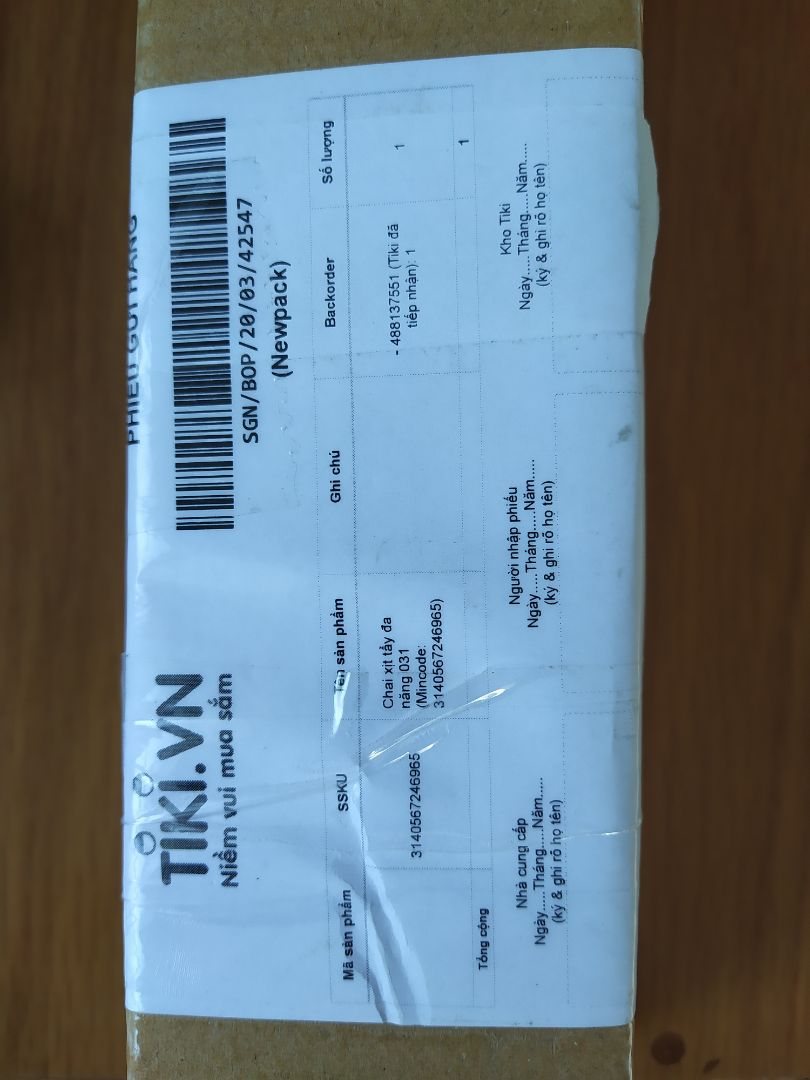 PHIẾU GỬI HÀNG
TiKi.VN
Niềm vui mua sắm
SGN/BOP/20/03/42547
(Newpack)
Mã sản phẩm SSKU Tên sản phẩm Ghi chú Backorder Số lượng
3140567246965
Chai xịt tẩy đa
năng 031
(Mincode:
3140567246965)
- 488137551 (Tiki đã
tiếp nhận): 1
1
Tổng cộng 1
Nhà cung cấp
Ngày..... Tháng.....Năm.....
(ký & ghi rõ họ tên)
Người nhập phiếu
Ngày.....Tháng.....Năm.....
(ký & ghi rõ họ tên)
Kho Tiki
Ngày..... Tháng.....Năm.....
(ký & ghi rõ họ tên)